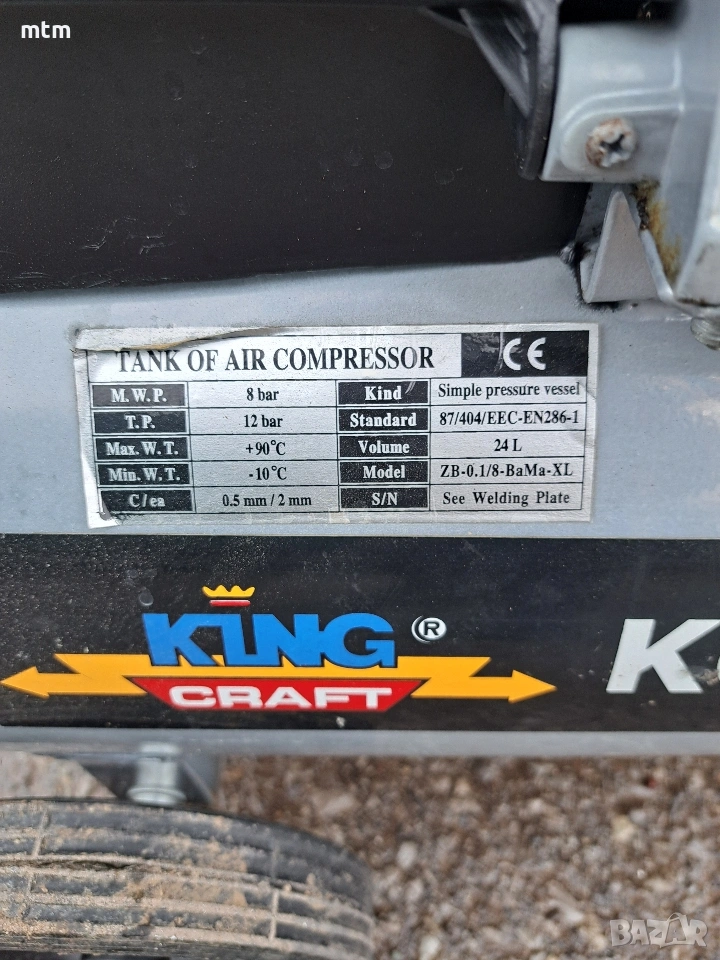 mtm
TANK OF AIR COMPRESSOR CE
M. W. P. 8 bar Kind Simple pressure vessel
T. P. 12 bar Standard 87/404/EEC-EN286-1
Max. W. T. +90°C Volume 24 L
Min. W. T. -10°C Model ZB-0.1/8-BaMa-XL
C/ea 0.5 mm / 2 mm S/N See Welding Plate
KING ®
CRAFT
K
BAZAR